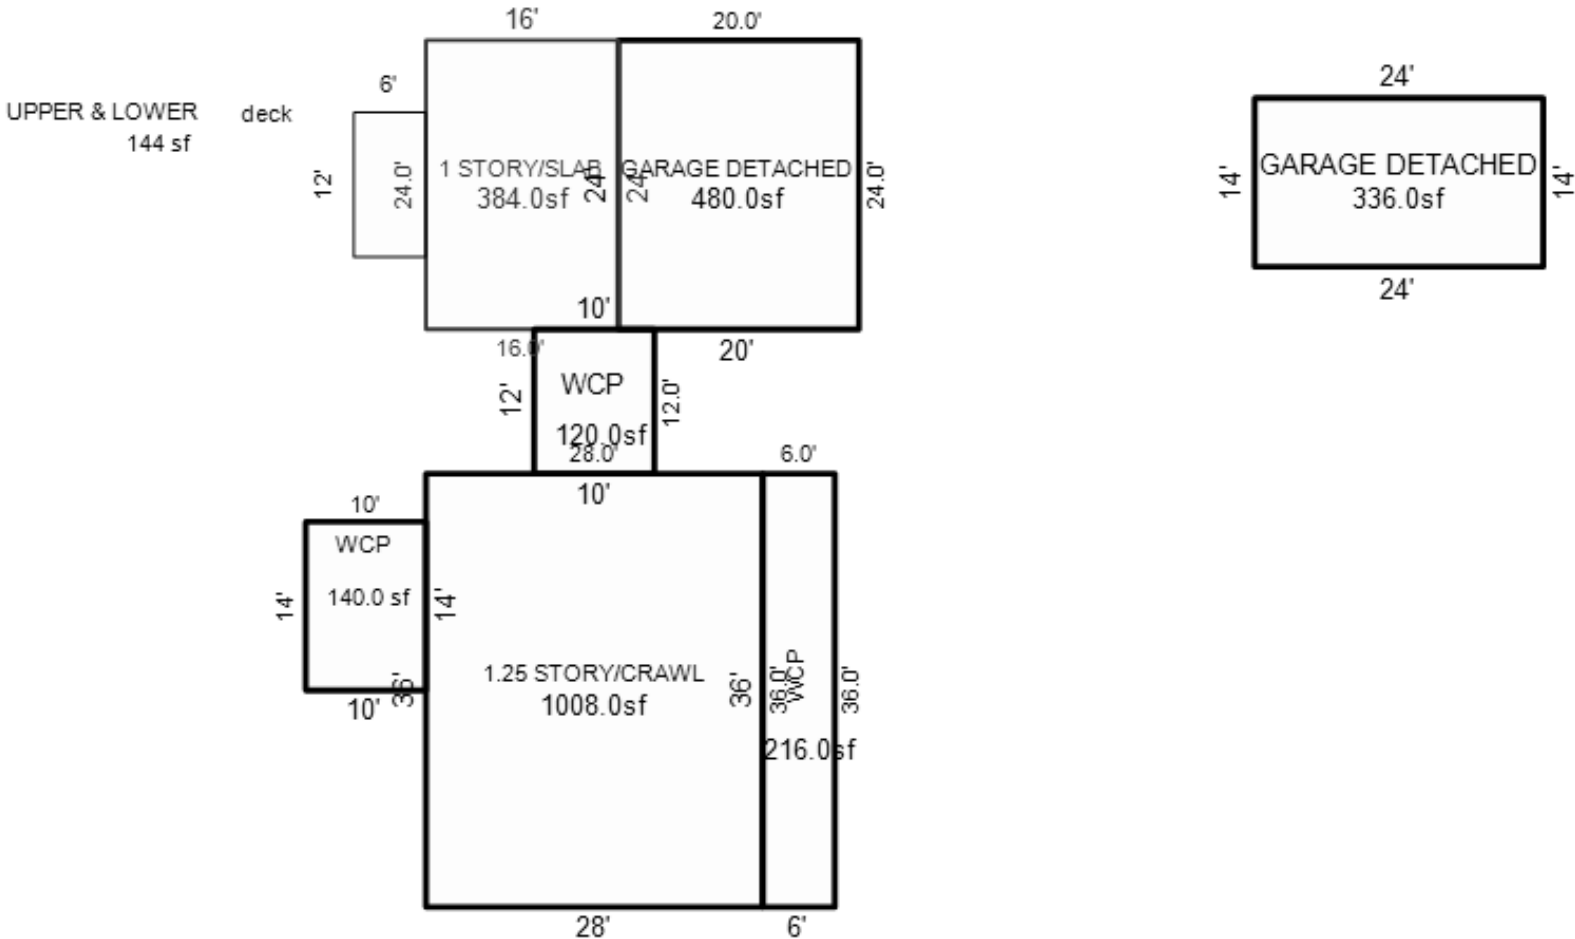 16'
20.0'
6'
UPPER & LOWER deck
144 sf
12'
24.0'
1 STORY/SLAB
384.0sf
24'
24'
GARAGE DETACHED
480.0sf
24.0'
10'
16.0'
20'
24'
14'
GARAGE DETACHED
336.0sf
14'
24'
12'
WCP
120.0sf
12.0'
28.0'
10'
6.0'
10'
WCP
140.0 sf
14'
14'
10'
36'
1.25 STORY/CRAWL
1008.0sf
36'
36.0'
WCP
216.0sf
36.0'
28'
6'